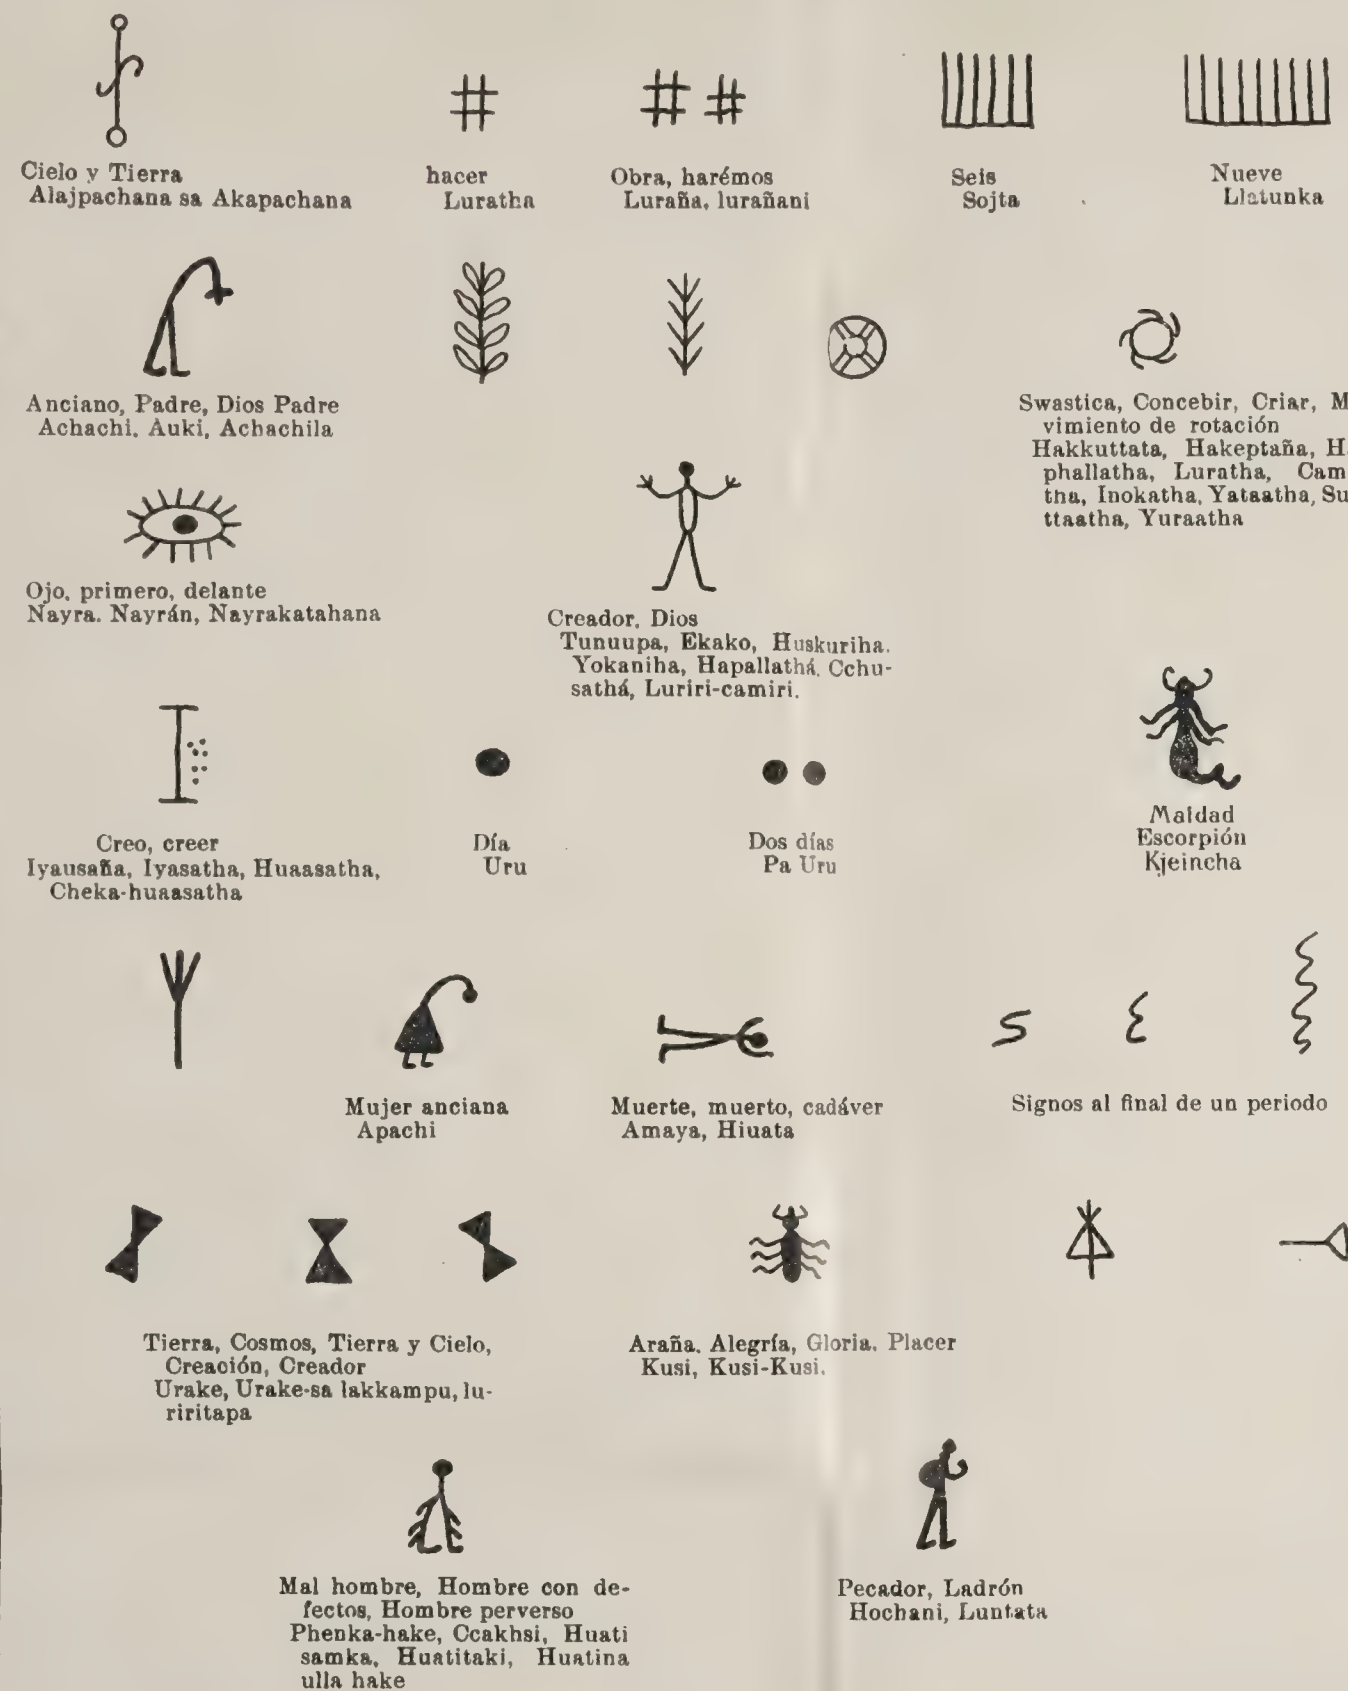 Cielo y Tierra
Alajpachana sa Akapachana
hacer
Luratha
Obra, harémos
Luraña, lurañani
Seis
Sojta
Nueve
Llatunka
Anciano, Padre, Dios Padre
Achachi, Auki, Achachila
Swastica, Concebir, Criar, M
vimiento de rotación
Hakkuttata, Hakeptaña, H
phallatha, Luratha, Cam
tha, Inokatha, Yataatha, Su
ttaatha, Yuraatha
Ojo, primero, delante
Nayra. Nayrán, Nayrakatahana
Creador, Dios
Tunuupa, Ekako, Huskuriha.
Yokaniha, Hapallathá, Cchu-
sathá, Luriri-camiri.
Creo, creer
Iyausaña, Iyasatha, Huaasatha,
Cheka-huaasatha
Día
Uru
Dos días
Pa Uru
Maldad
Escorpión
Kjeincha
Mujer anciana
Apachi
Muerte, muerto, cadáver
Amaya, Hiuata
Signos al final de un periodo
Tierra, Cosmos, Tierra y Cielo,
Creación, Creador
Urake, Urake-sa lakkampu, lu-
riritapa
Araña. Alegría, Gloria. Placer
Kusi, Kusi-Kusi.
Mal hombre, Hombre con de-
fectos, Hombre perverso
Phenka-hake, Ccakhsi, Huati
samka, Huatitaki, Huatina
ulla hake
Pecador, Ladrón
Hochani, Luntata